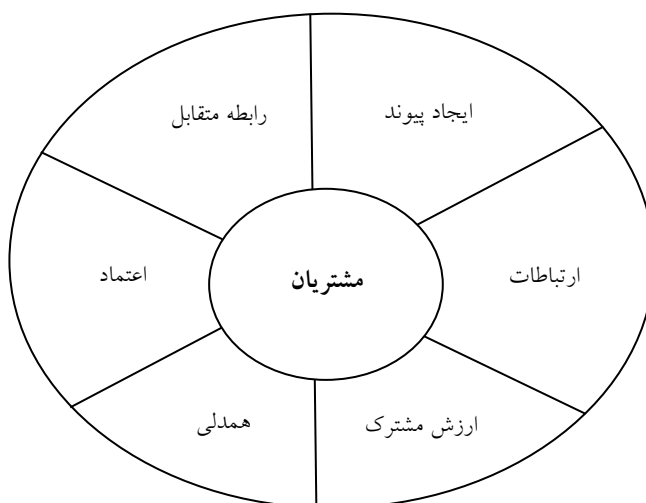 ایجاد پیوند
رابطه متقابل
ارتباطات
مشتریان
اعتماد
ارزش مشترک
همدلی